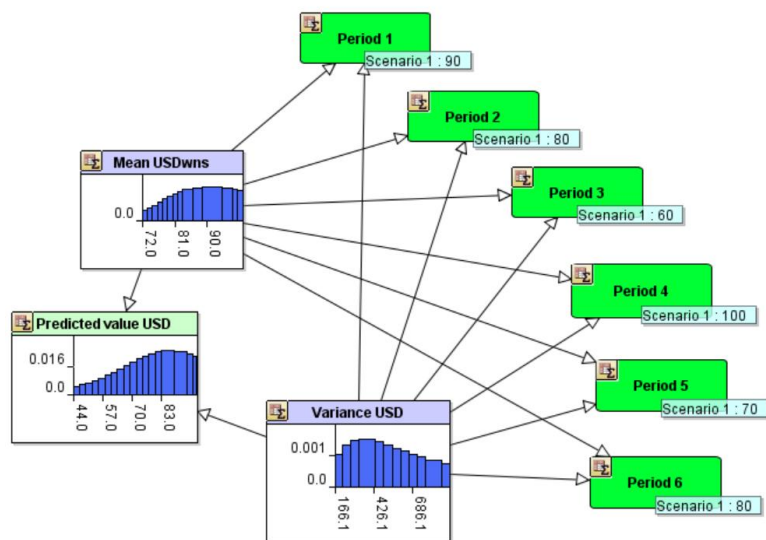 Period 1
Scenario 1 : 90
Period 2
Scenario 1 : 80
Mean USDwns
0.0
72.0
81.0
90.0
Period 3
Scenario 1 : 60
Period 4
Scenario 1 : 100
Predicted value USD
0.016
0.0
44.0
57.0
70.0
83.0
Period 5
Scenario 1 : 70
Variance USD
0.001
0.0
166.1
426.1
686.1
Period 6
Scenario 1 : 80